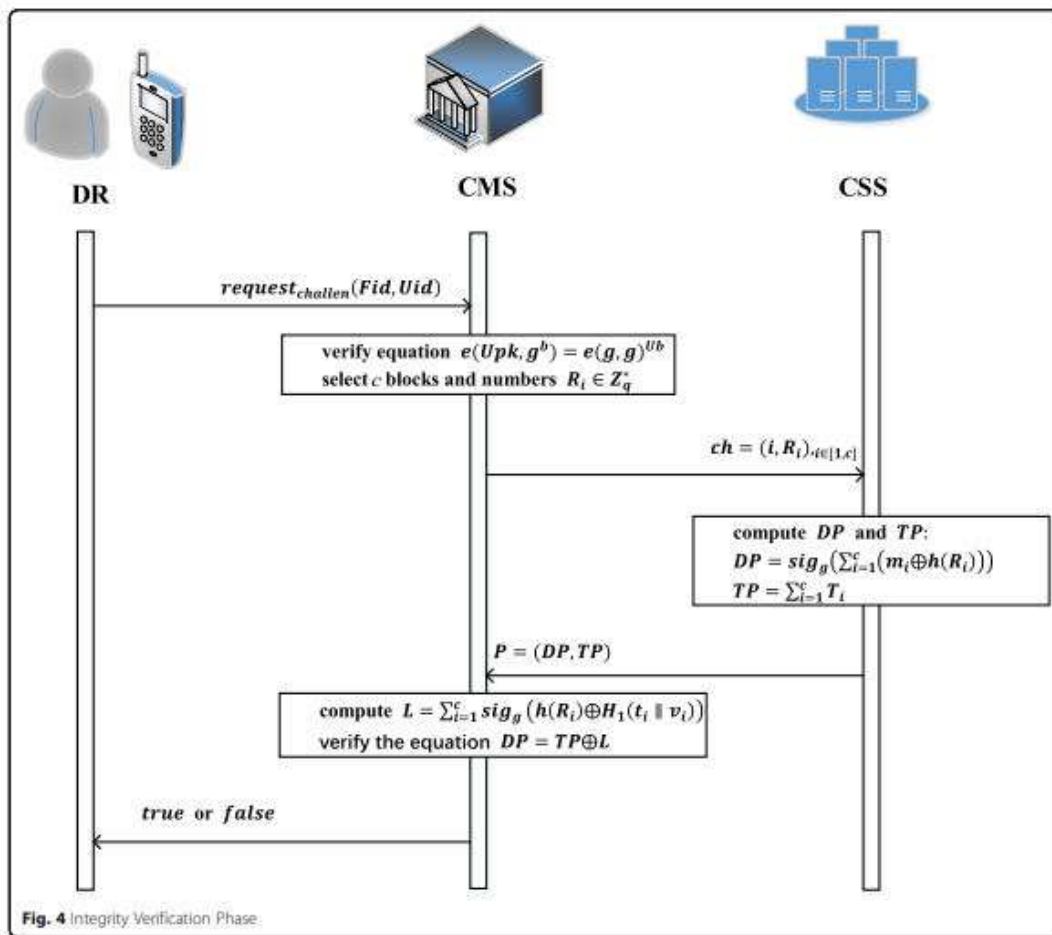 DR
CMS
CSS
request_challen(Fid, Uid)
verify equation e(Upk, g^b) = e(g, g)^Ub
select c blocks and numbers R_i ∈ Z_q^*
ch = (i, R_i),_i∈[1,c]
compute DP and TP:
DP = sig_g(∑_{i=1}^c(m_i⊕h(R_i)))
TP = ∑_{i=1}^c T_i
P = (DP, TP)
compute L = ∑_{i=1}^c sig_g(h(R_i)⊕H_1(t_i ∥ v_i))
verify the equation DP = TP⊕L
true or false
Fig. 4 Integrity Verification Phase